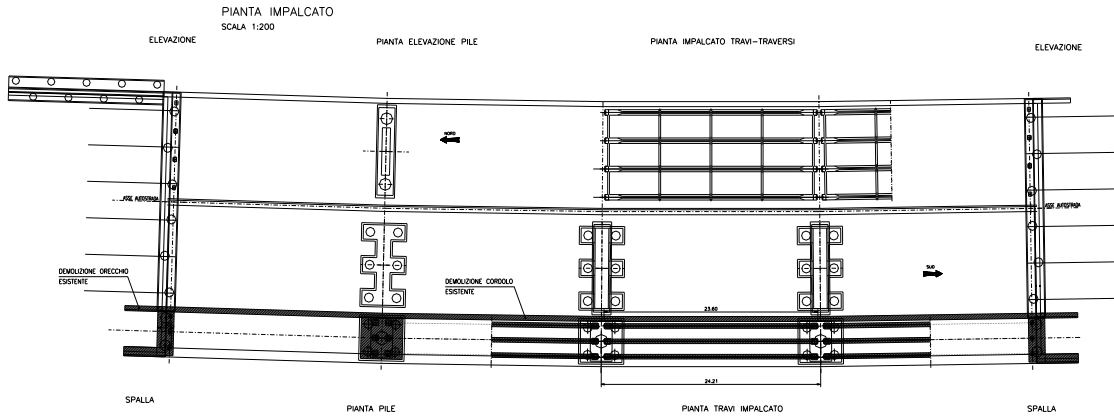 PIANTA IMPALCATO
SCALA 1:200
ELEVAZIONE
PIANTA ELEVAZIONE PILE
PIANTA IMPALCATO TRAVI-TRAVERSI
ELEVAZIONE
NORD
ASSE AUTOSTRADA
ASSE AUTOSTRADA
SUD
DEMOLIZIONE ORECCHIO
ESISTENTE
DEMOLIZIONE CORDOLO
ESISTENTE
23.60
24.21
SPALLA
PIANTA PILE
PIANTA TRAVI IMPALCATO
SPALLA